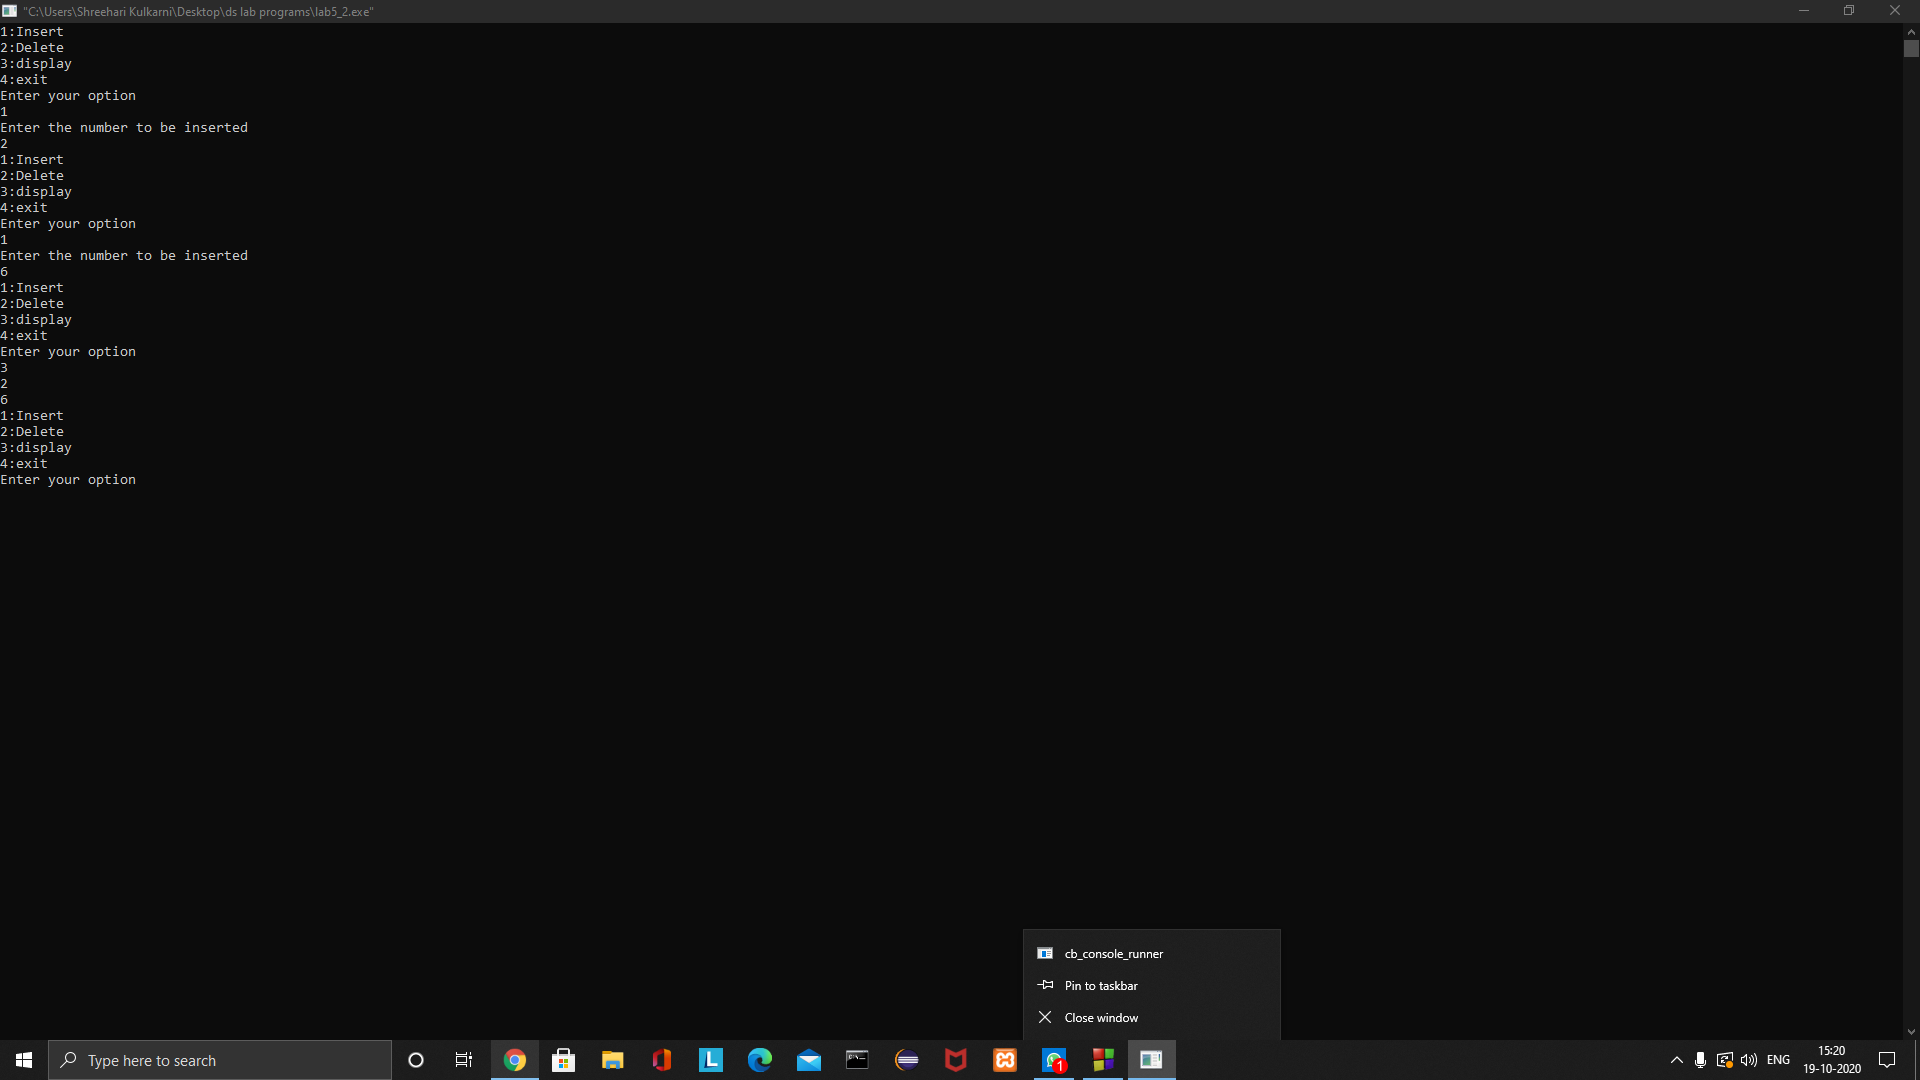 "C:\Users\Shreehari Kulkarni\Desktop\ds lab programs\lab5_2.exe"
1:Insert
2:Delete
3:display
4:exit
Enter your option
1
Enter the number to be inserted
2
1:Insert
2:Delete
3:display
4:exit
Enter your option
1
Enter the number to be inserted
6
1:Insert
2:Delete
3:display
4:exit
Enter your option
3
2
6
1:Insert
2:Delete
3:display
4:exit
Enter your option
cb_console_runner
Pin to taskbar
Close window
Type here to search
L
1
ENG
15:20
19-10-2020